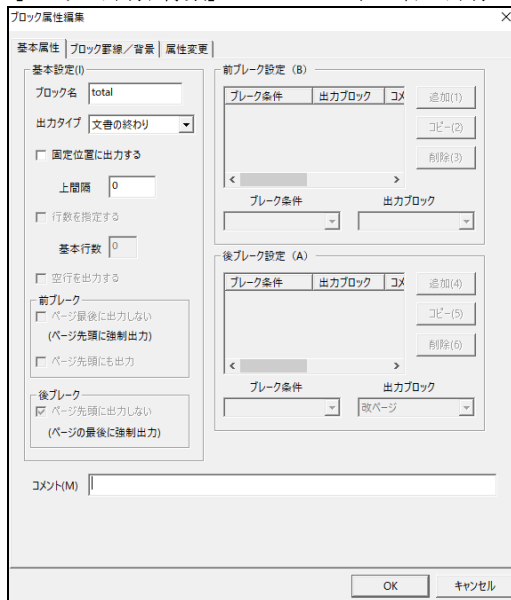 ブロック属性編集
基本属性 ブロック罫線／背景 属性変更
基本設定(I)
ブロック名 total
出力タイプ 文書の終わり
固定位置に出力する
上間隔 0
行数を指定する
基本行数 0
空行を出力する
前ブレーク
ページ最後に出力しない
(ページ先頭に強制出力)
ページ先頭にも出力
後ブレーク
ページ先頭に出力しない
(ページの最後に強制出力)
前ブレーク設定（B）
ブレーク条件 出力ブロック コメ
追加(1)
コピー(2)
削除(3)
ブレーク条件 出力ブロック
後ブレーク設定（A）
ブレーク条件 出力ブロック コメ
追加(4)
コピー(5)
削除(6)
ブレーク条件 出力ブロック
改ページ
コメント(M)
OK キャンセル